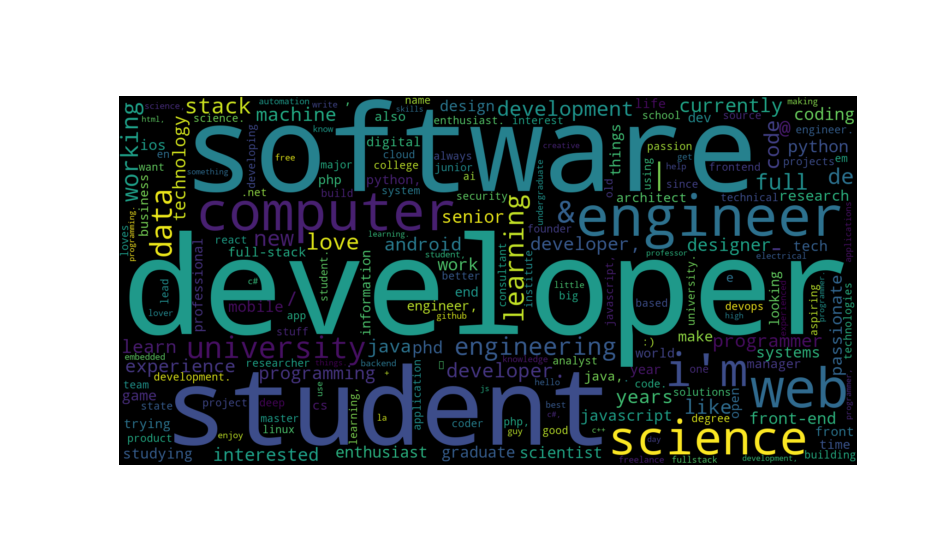 science.
html,
stack
machine
automation
write
,
also
name
design
development
life
school
dev
source
currently
making
coding
@
engineer.
working
ios
en
want
business
technology
developing
software
know
free
digital
cloud
major
php
college
python,
.net
build
system
always
junior
ai
security
enthusiast.
interest
creative
undergraduate
things
old
passion
using
|
since
get
help
frontend
code
python
projects
em
architect
technical
research
full
de
loves
programming.
data
computer
senior
learning
&
engineer
founder
new
love
learning.
react
full-stack
android
developer,
designer
tech
professor
electrical
applications
developer
professional
lead
lover
c#
app
student.
information
work
better
end
student.
consultant
institute
little
big
javascript,
based
university.
e
devops
high
looking
aspiring
programmer
passionate
technologies
mobile
/
stuff
engineer,
github
:)
make
programmer
learn
university
java
phd
engineering
analyst
world
systems
embedded
experience
researcher
things
backend
knowledge
i'm
one
manager
programmer.
development.
programming
developer.
java,
year
team
game
student
use
hello
js
code.
solutions
web
state
project
deep
cs
learning,
la
application
best
c#.
years
like
open
trying
product
master
linux
enjoy
coder
php,
guy
good
c++
javascript
degree
front-end
day
science
front
time
studying
interested
enthusiast
graduate
scientist
freelance
fullstack
development,
building